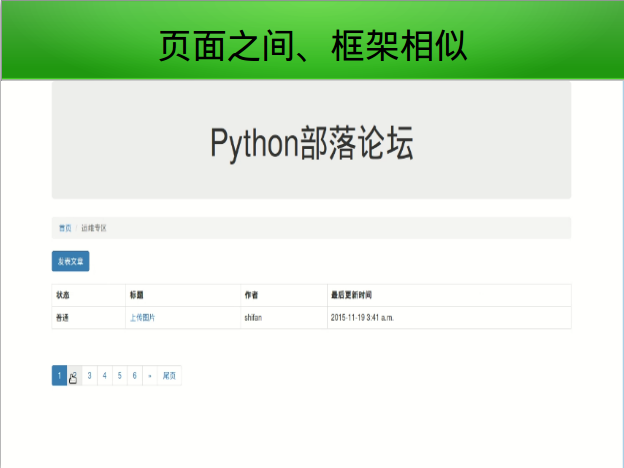 页面之间、框架相似
Python部落论坛
首页 / 运维专区
发表文章
状态 标题 作者 最后更新时间
普通 上传图片 shifan 2015-11-19 3:41 a.m.
1 3 4 5 6 » 尾页